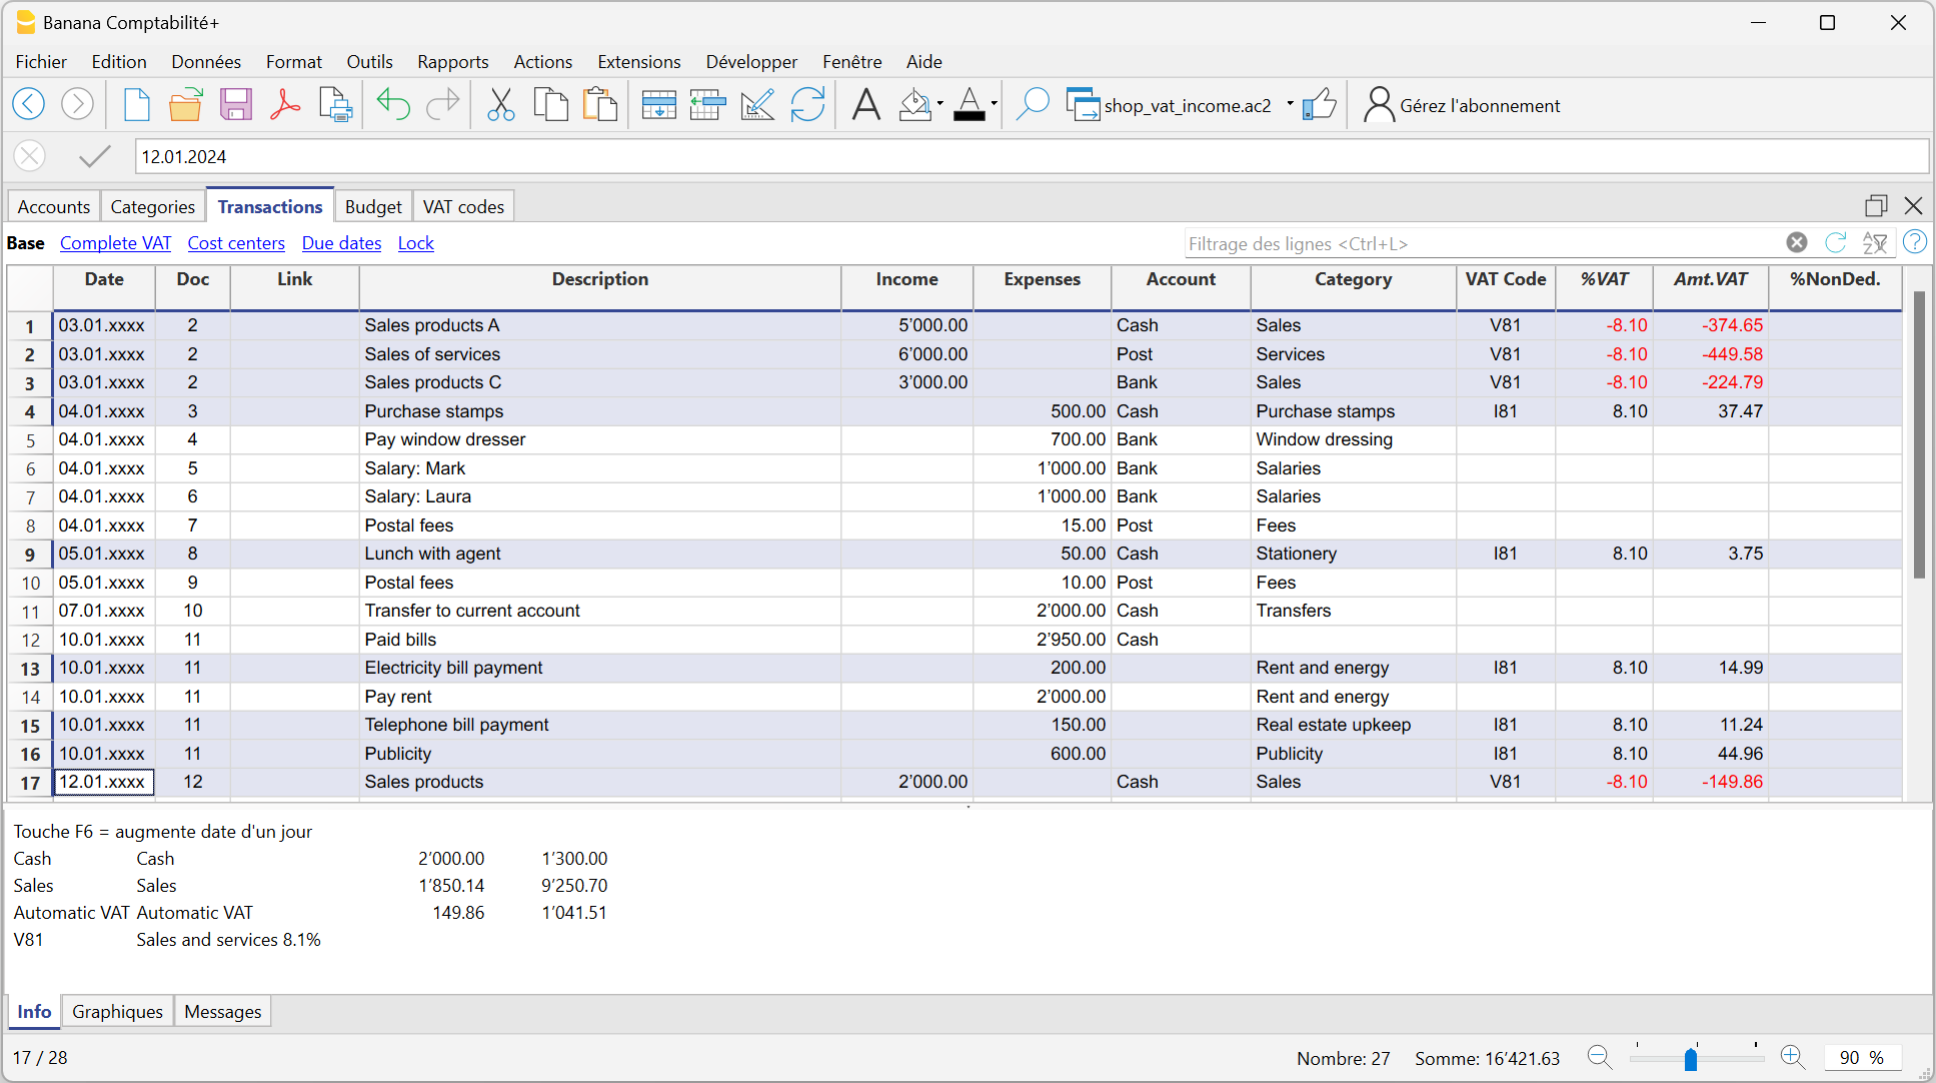 Banana Comptabilité+
Fichier Edition Données Format Outils Rapports Actions Extensions Développer Fenêtre Aide
shop_vat_income.ac2 Gérez l'abonnement
12.01.2024
Accounts Categories Transactions Budget VAT codes
Base Complete VAT Cost centers Due dates Lock Filtrage des lignes <Ctrl+L>
Date Doc Link Description Income Expenses Account Category VAT Code %VAT Amt.VAT %NonDed.
1 03.01.xxxx 2 Sales products A 5'000.00 Cash Sales V81 -8.10 -374.65
2 03.01.xxxx 2 Sales of services 6'000.00 Post Services V81 -8.10 -449.58
3 03.01.xxxx 2 Sales products C 3'000.00 Bank Sales V81 -8.10 -224.79
4 04.01.xxxx 3 Purchase stamps 500.00 Cash Purchase stamps I81 8.10 37.47
5 04.01.xxxx 4 Pay window dresser 700.00 Bank Window dressing
6 04.01.xxxx 5 Salary: Mark 1'000.00 Bank Salaries
7 04.01.xxxx 6 Salary: Laura 1'000.00 Bank Salaries
8 04.01.xxxx 7 Postal fees 15.00 Post Fees
9 05.01.xxxx 8 Lunch with agent 50.00 Cash Stationery I81 8.10 3.75
10 05.01.xxxx 9 Postal fees 10.00 Post Fees
11 07.01.xxxx 10 Transfer to current account 2'000.00 Cash Transfers
12 10.01.xxxx 11 Paid bills 2'950.00 Cash
13 10.01.xxxx 11 Electricity bill payment 200.00 Rent and energy I81 8.10 14.99
14 10.01.xxxx 11 Pay rent 2'000.00 Rent and energy
15 10.01.xxxx 11 Telephone bill payment 150.00 Real estate upkeep I81 8.10 11.24
16 10.01.xxxx 11 Publicity 600.00 Publicity I81 8.10 44.96
17 12.01.xxxx 12 Sales products 2'000.00 Cash Sales V81 -8.10 -149.86
Touche F6 = augmente date d'un jour
Cash Cash 2'000.00 1'300.00
Sales Sales 1'850.14 9'250.70
Automatic VAT Automatic VAT 149.86 1'041.51
V81 Sales and services 8.1%
Info Graphiques Messages
17 / 28 Nombre: 27 Somme: 16'421.63 90 %